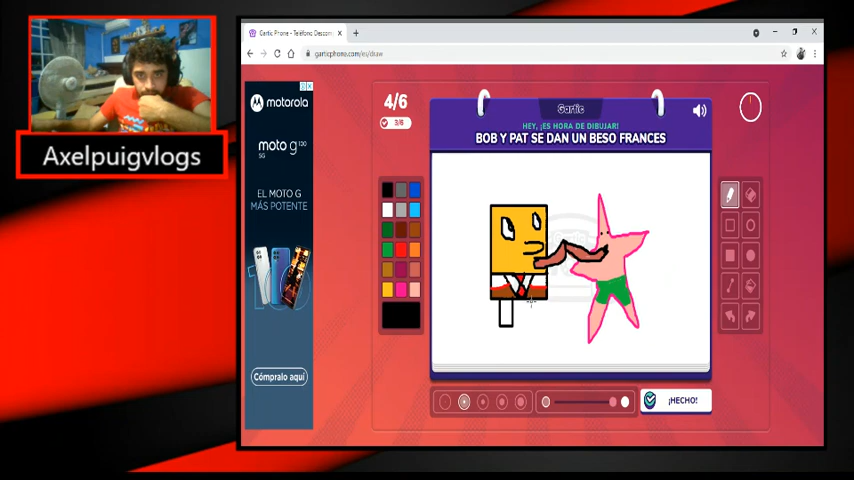 Gartic Phone - Teléfono Descom
garticphone.com/es/draw
Axelpuigvlogs
motorola
moto g
5G
EL MOTO G
MÁS POTENTE
Cómpralo aquí
4/6
3/6
Gartic
HEY, ¡ES HORA DE DIBUJAR!
BOB Y PAT SE DAN UN BESO FRANCES
¡HECHO!